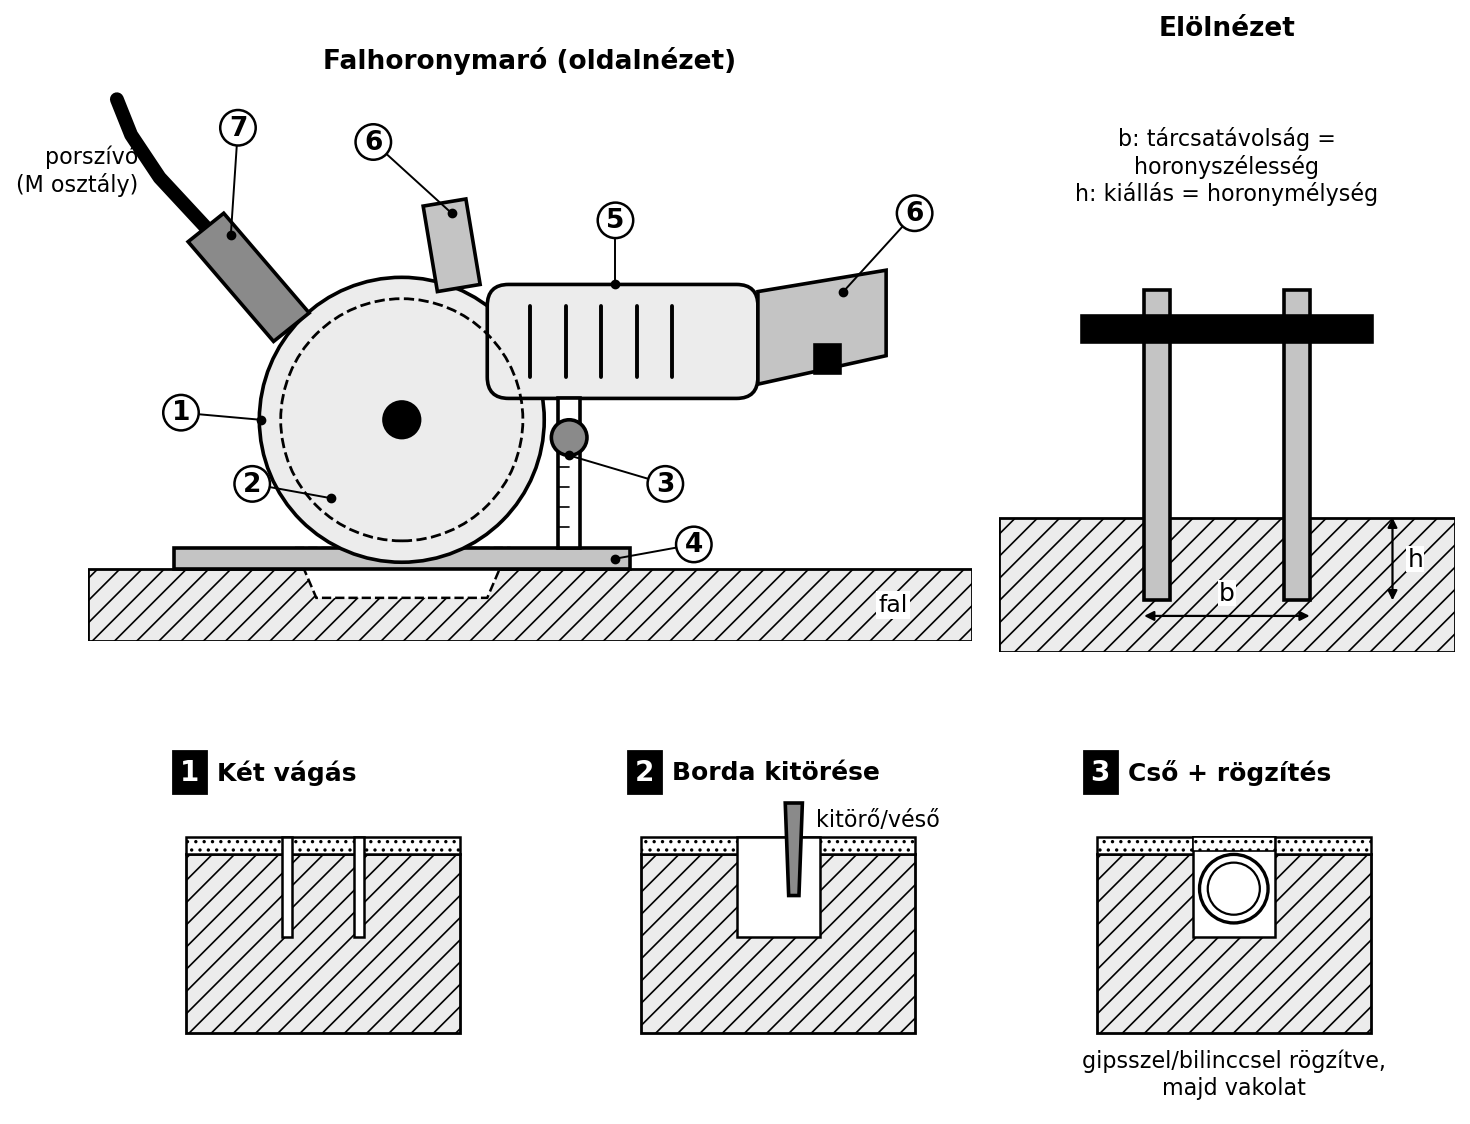 Falhoronymaró (oldalnézet)
Elölnézet
porszívó
(M osztály)
7
6
5
6
1
2
3
4
fal
b: tárcsatávolság =
horonyszélesség
h: kiállás = horonymélység
h
b
1 Két vágás
2 Borda kitörése
kitörő/véső
3 Cső + rögzítés
gipsszel/bilinccsel rögzítve,
majd vakolat